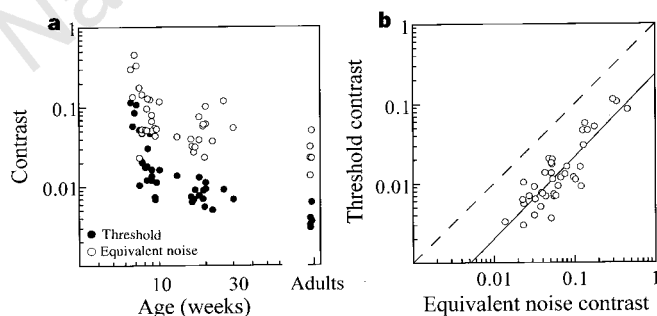 a
1
0.1
0.01
Contrast
Threshold
Equivalent noise
10
30
Adults
Age (weeks)
b
1
0.1
0.01
Threshold contrast
0.01
0.1
1
Equivalent noise contrast